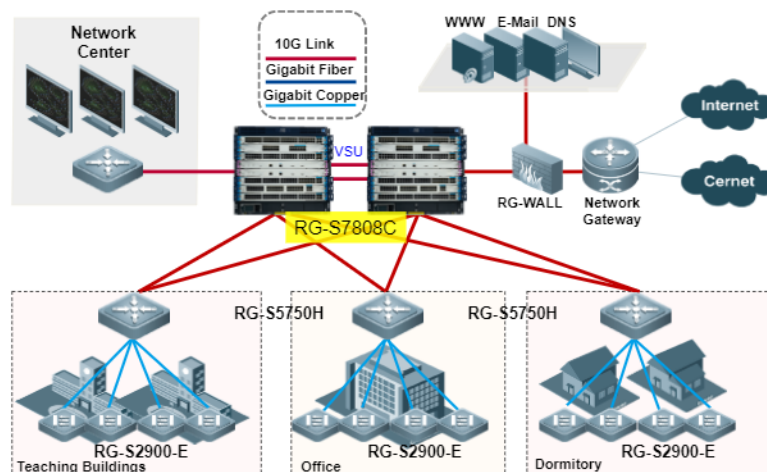 Network
Center
10G Link
Gigabit Fiber
Gigabit Copper
WWW E-Mail DNS
VSU
Internet
RG-WALL
Network
Gateway
Cernet
RG-S7808C
RG-S5750H
RG-S5750H
RG-S2900-E
RG-S2900-E
RG-S2900-E
Teaching Buildings
Office
Dormitory